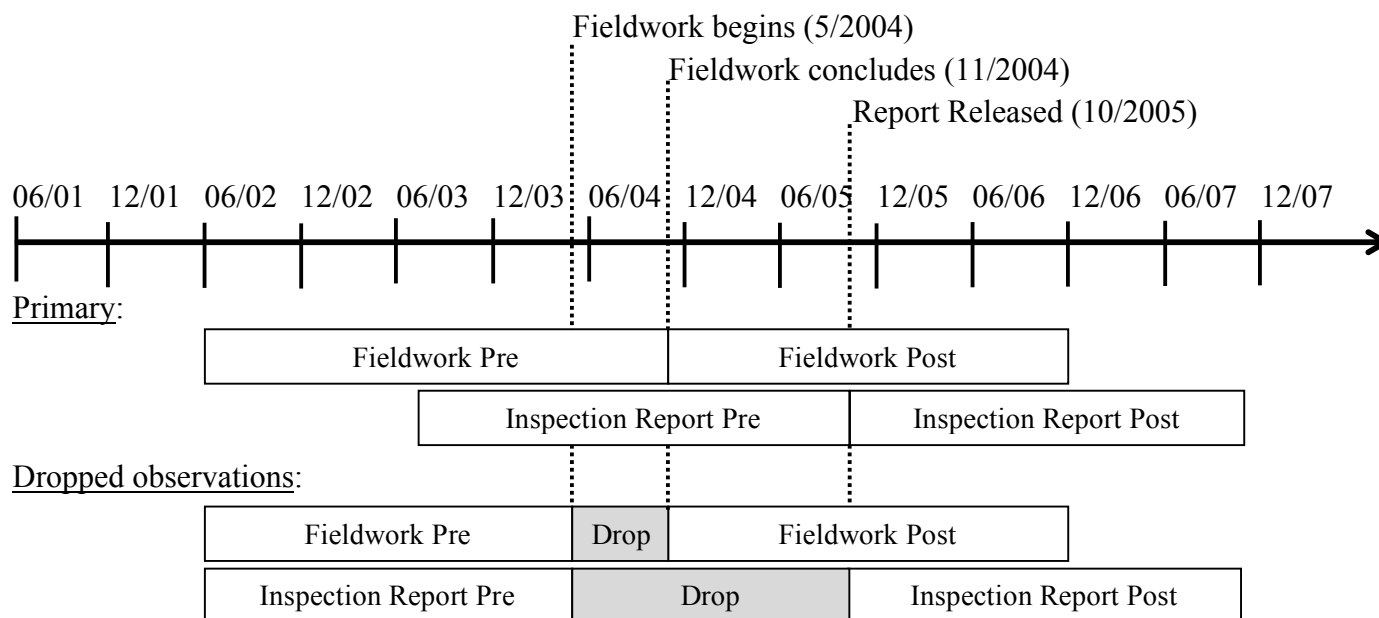 Fieldwork begins (5/2004)
Fieldwork concludes (11/2004)
Report Released (10/2005)
06/01 12/01 06/02 12/02 06/03 12/03 06/04 12/04 06/05 12/05 06/06 12/06 06/07 12/07
Primary:
Fieldwork Pre Fieldwork Post
Inspection Report Pre Inspection Report Post
Dropped observations:
Fieldwork Pre Drop Fieldwork Post
Inspection Report Pre Drop Inspection Report Post